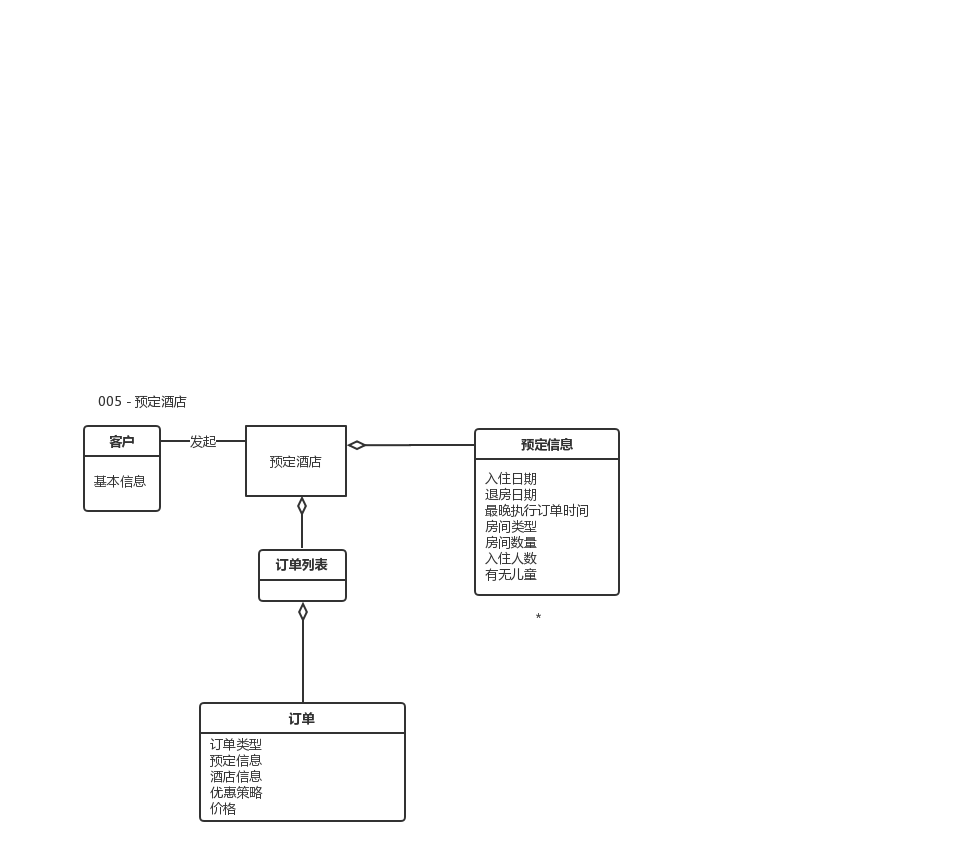 005 - 预定酒店
客户
基本信息
发起
预定酒店
预定信息
入住日期
退房日期
最晚执行订单时间
房间类型
房间数量
入住人数
有无儿童
*
订单列表
订单
订单类型
预定信息
酒店信息
优惠策略
价格